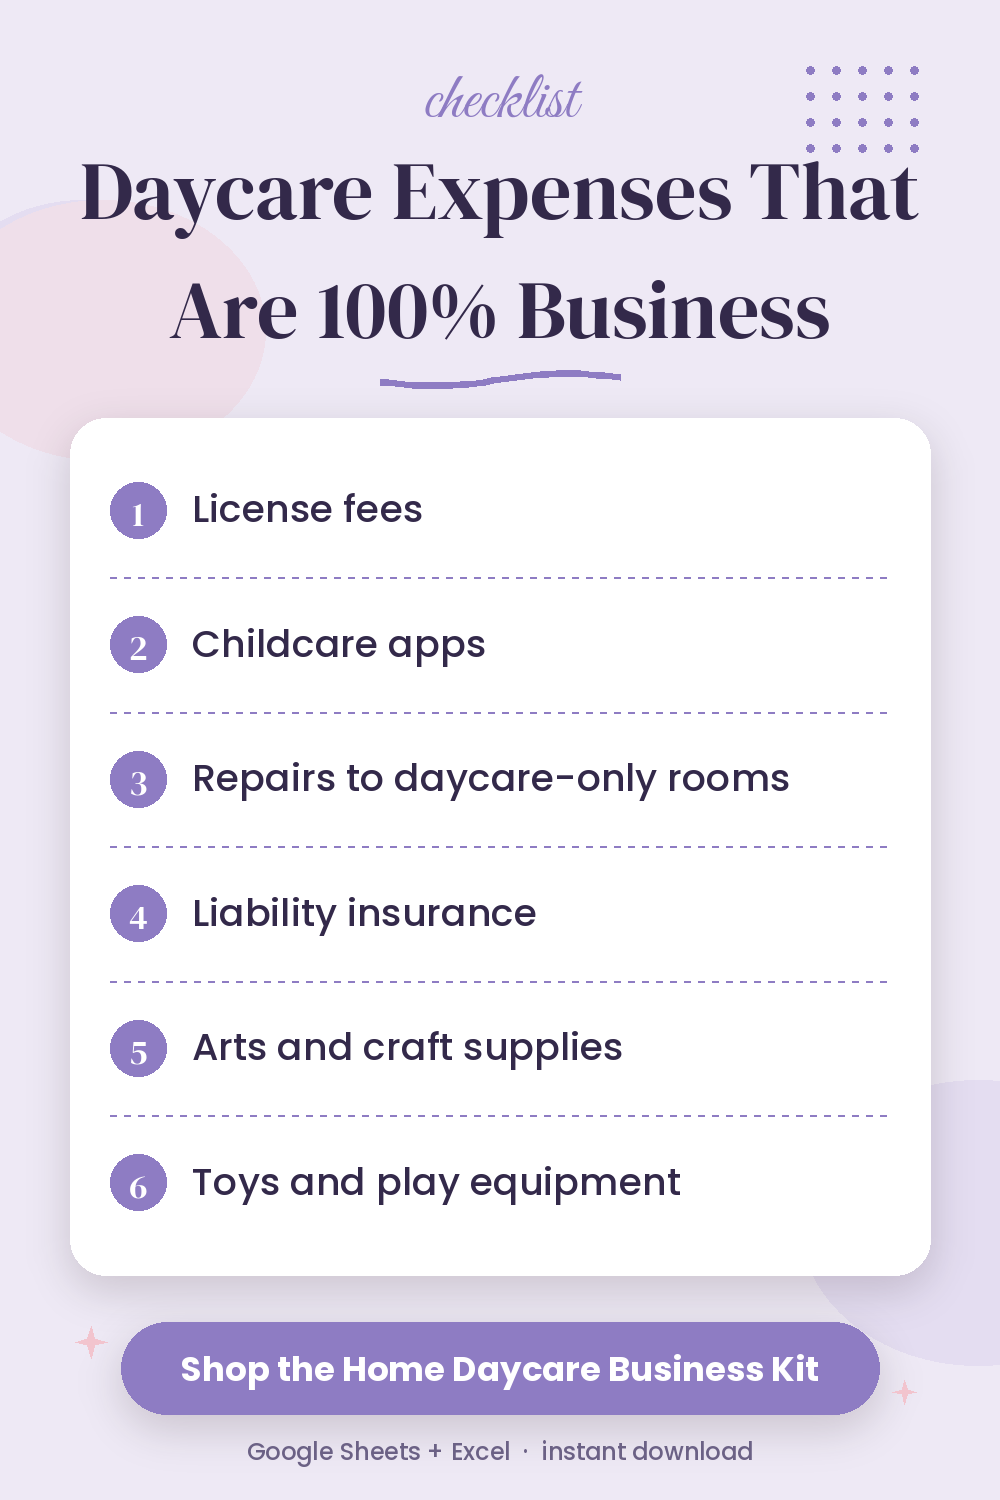 checklist
Daycare Expenses That
Are 100% Business
1 License fees
2 Childcare apps
3 Repairs to daycare-only rooms
4 Liability insurance
5 Arts and craft supplies
6 Toys and play equipment
Shop the Home Daycare Business Kit
Google Sheets + Excel · instant download